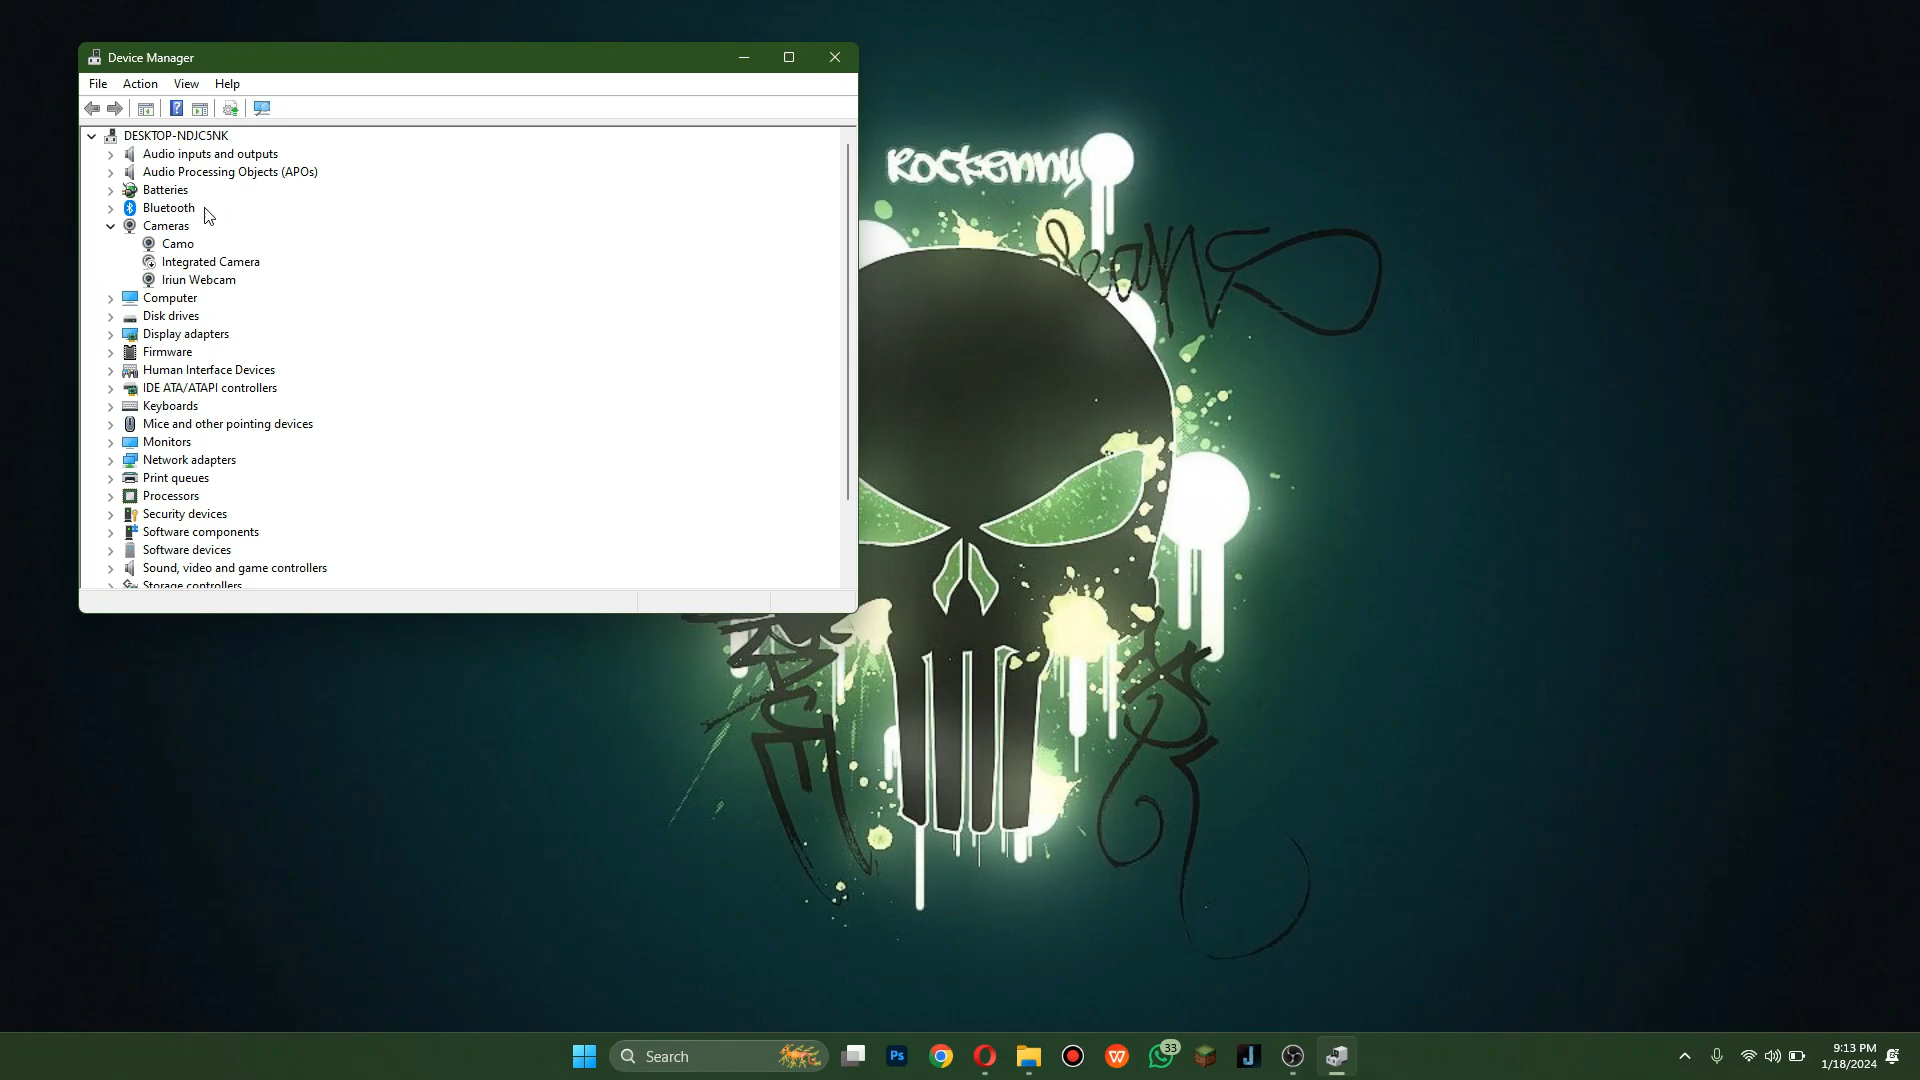 Device Manager
File Action View Help
DESKTOP-NDJC5NK
Audio inputs and outputs
Audio Processing Objects (APOs)
Batteries
Bluetooth
Cameras
Camo
Integrated Camera
Iriun Webcam
Computer
Disk drives
Display adapters
Firmware
Human Interface Devices
IDE ATA/ATAPI controllers
Keyboards
Mice and other pointing devices
Monitors
Network adapters
Print queues
Processors
Security devices
Software components
Software devices
Sound, video and game controllers
Storage controllers
Rockenny
Search
Ps
33
9:13 PM
1/18/2024